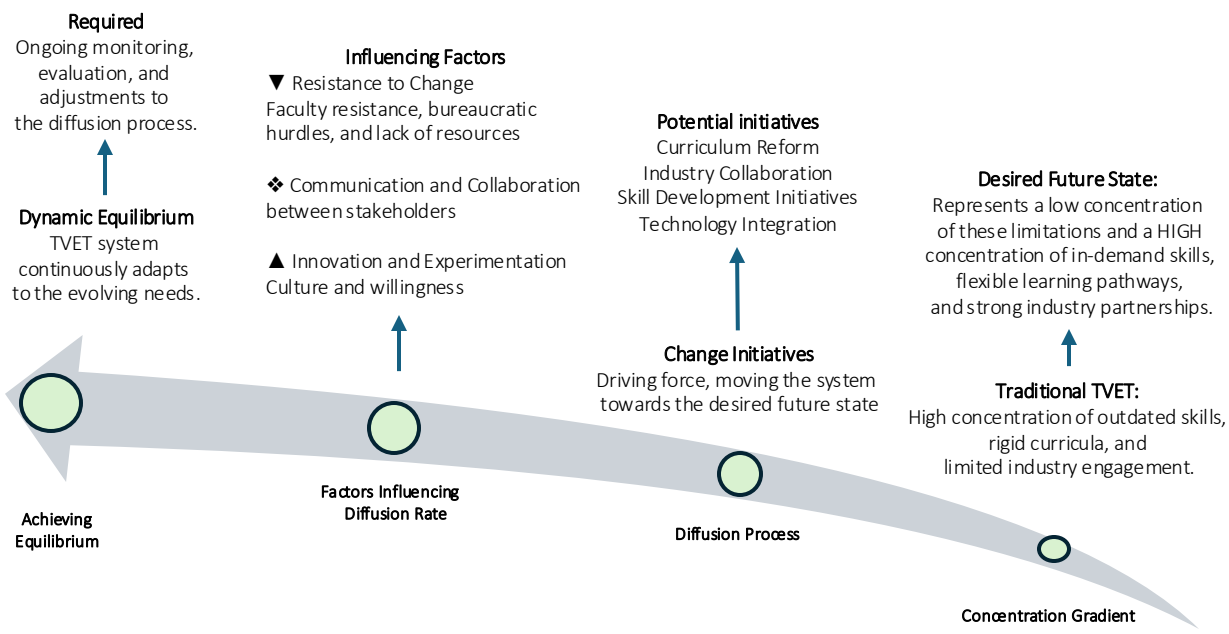 Required
Ongoing monitoring,
evaluation, and
adjustments to
the diffusion process.
Dynamic Equilibrium
TVET system
continuously adapts
to the evolving needs.
Achieving
Equilibrium
Influencing Factors
▼ Resistance to Change
Faculty resistance, bureaucratic
hurdles, and lack of resources
❖ Communication and Collaboration
between stakeholders
▲ Innovation and Experimentation
Culture and willingness
Factors Influencing
Diffusion Rate
Potential initiatives
Curriculum Reform
Industry Collaboration
Skill Development Initiatives
Technology Integration
Change Initiatives
Driving force, moving the system
towards the desired future state
Diffusion Process
Desired Future State:
Represents a low concentration
of these limitations and a HIGH
concentration of in-demand skills,
flexible learning pathways,
and strong industry partnerships.
Traditional TVET:
High concentration of outdated skills,
rigid curricula, and
limited industry engagement.
Concentration Gradient